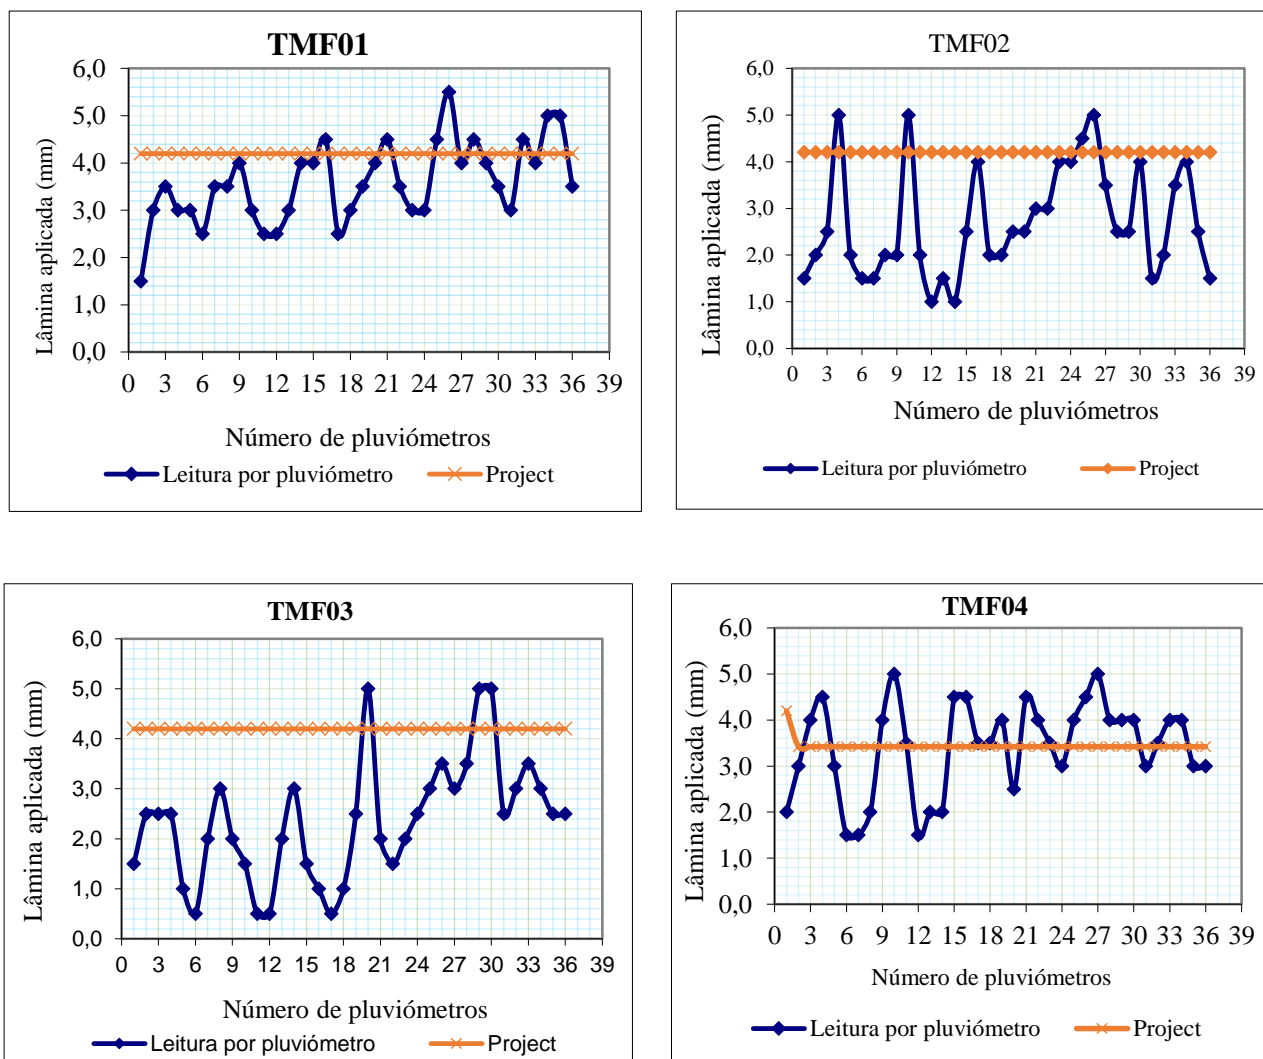 TMF01
Lâmina aplicada (mm)
6,0
5,0
4,0
3,0
2,0
1,0
0,0
0 3 6 9 12 15 18 21 24 27 30 33 36 39
Número de pluviómetros
Leitura por pluviómetro Project
TMF02
Lâmina aplicada (mm)
6,0
5,0
4,0
3,0
2,0
1,0
0,0
0 3 6 9 12 15 18 21 24 27 30 33 36 39
Número de pluviómetros
Leitura por pluviómetro Project
TMF03
Lâmina aplicada (mm)
6,0
5,0
4,0
3,0
2,0
1,0
0,0
0 3 6 9 12 15 18 21 24 27 30 33 36 39
Número de pluviómetros
Leitura por pluviómetro Project
TMF04
Lâmina aplicada (mm)
6,0
5,0
4,0
3,0
2,0
1,0
0,0
0 3 6 9 12 15 18 21 24 27 30 33 36 39
Número de pluviómetros
Leitura por pluviómetro Project